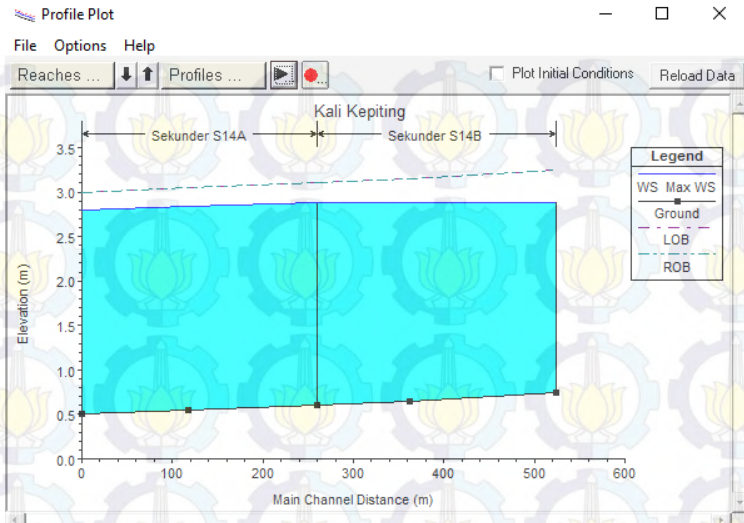 Profile Plot
File Options Help
Reaches ... Profiles ... Plot Initial Conditions Reload Data
Kali Kepiting
Sekunder S14A Sekunder S14B
Legend
WS Max WS
Ground
LOB
ROB
3.5
3.0
2.5
2.0
1.5
1.0
0.5
0.0
Elevation (m)
0 100 200 300 400 500 600
Main Channel Distance (m)